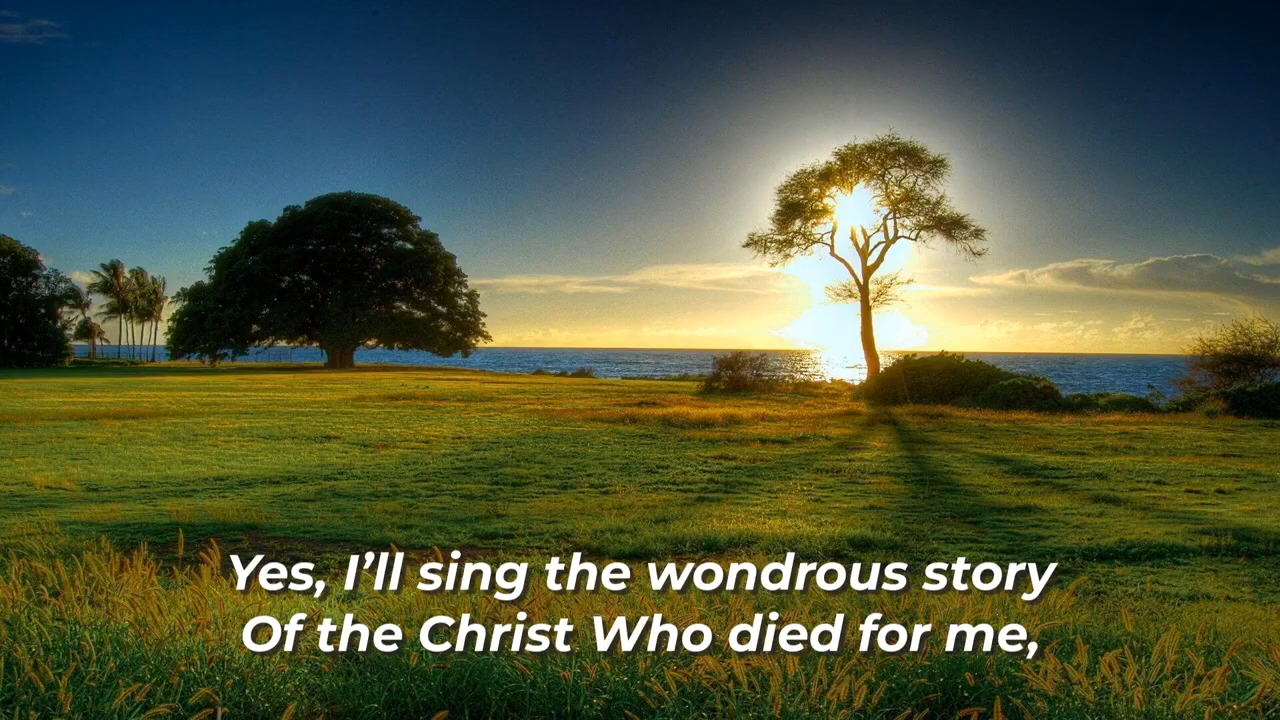 Yes, I’ll sing the wondrous story
Of the Christ Who died for me,